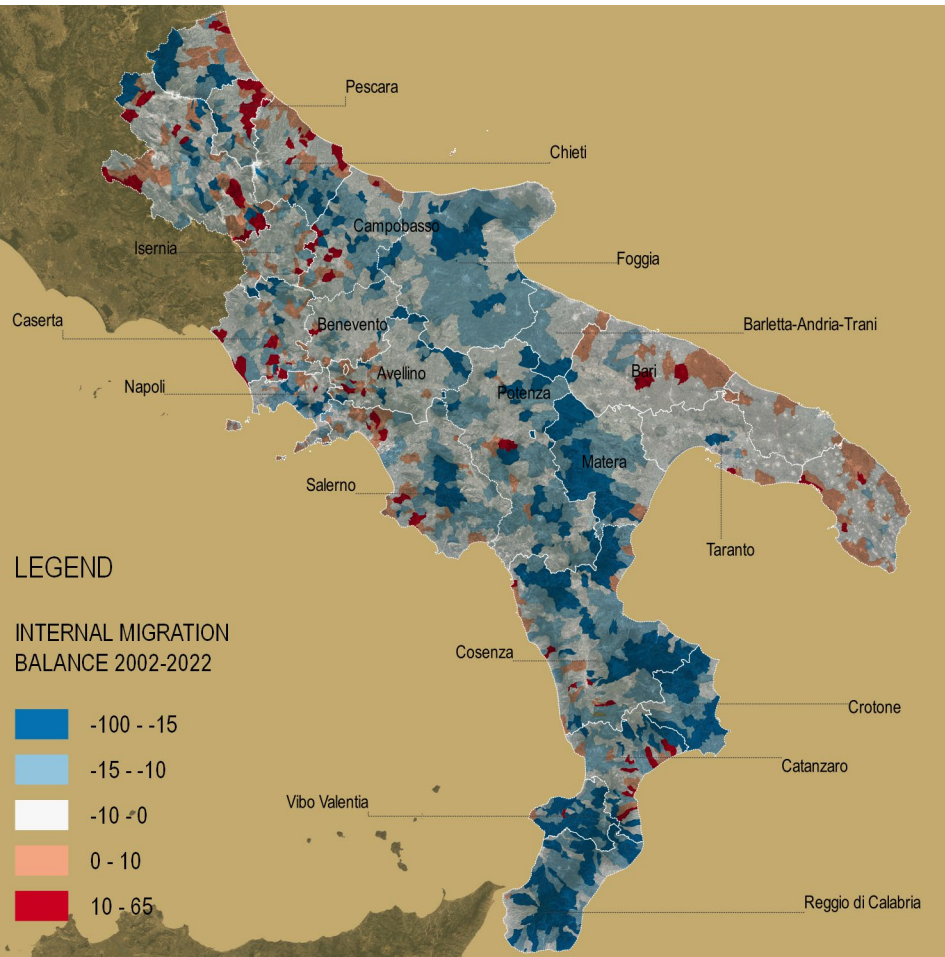 Pescara
Chieti
Campobasso
Isernia
Foggia
Caserta
Benevento
Barletta-Andria-Trani
Bari
Avellino
Napoli
Potenza
Matera
Salerno
Taranto
LEGEND
INTERNAL MIGRATION
BALANCE 2002-2022
Cosenza
Crotone
-100 - -15
-15 - -10
Catanzaro
Vibo Valentia
-10 - 0
0 - 10
10 - 65
Reggio di Calabria